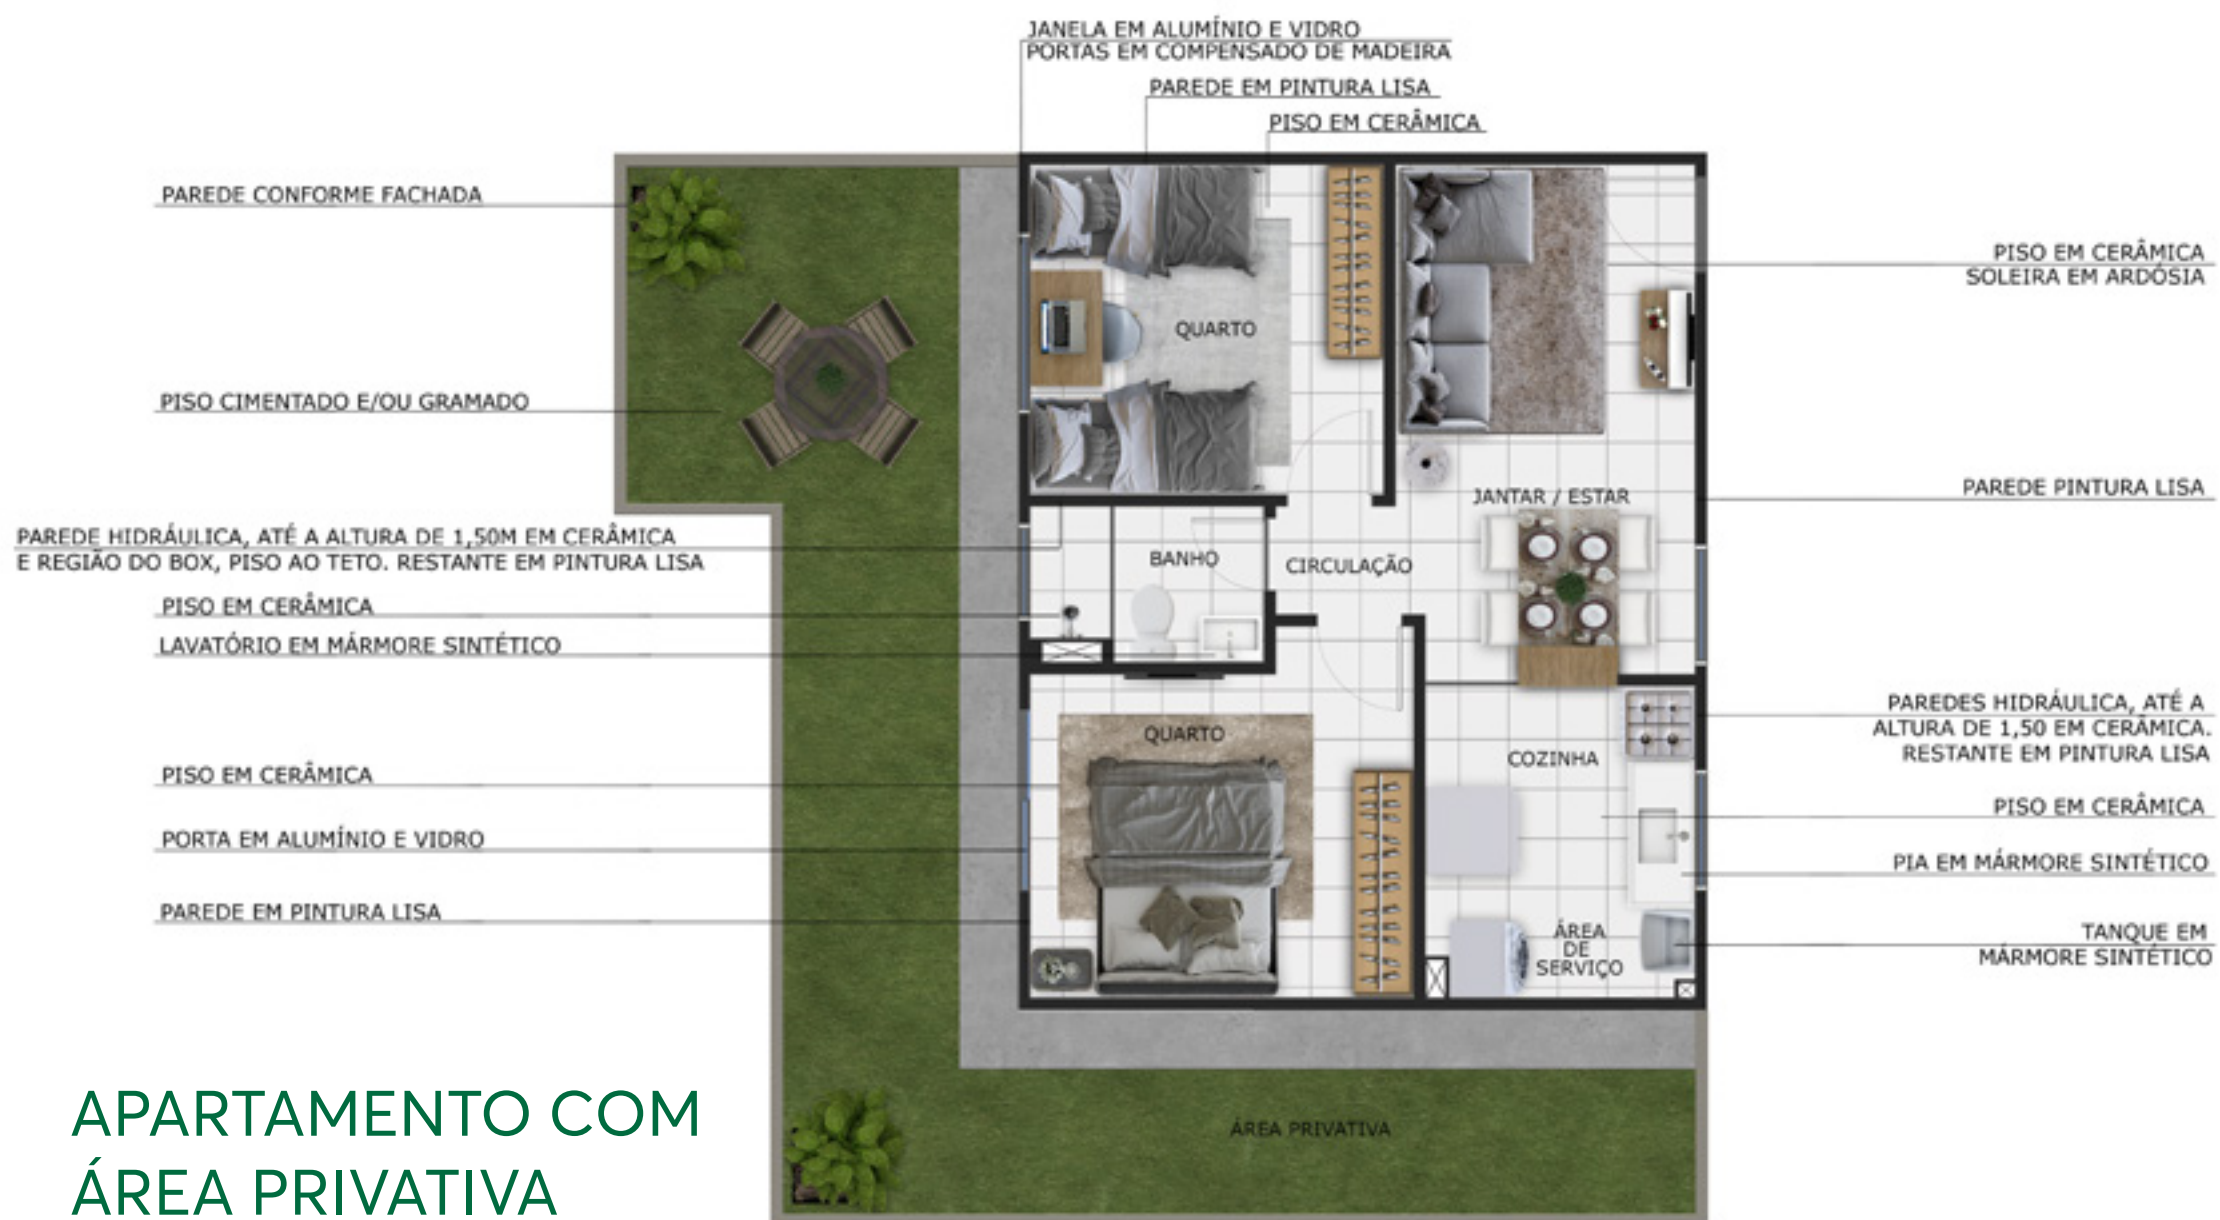 JANELA EM ALUMÍNIO E VIDRO
PORTAS EM COMPENSADO DE MADEIRA
PAREDE EM PINTURA LISA
PISO EM CERÂMICA
PAREDE CONFORME FACHADA
PISO CIMENTADO E/OU GRAMADO
PAREDE HIDRÁULICA, ATÉ A ALTURA DE 1,50M EM CERÂMICA
E REGIÃO DO BOX, PISO AO TETO. RESTANTE EM PINTURA LISA
PISO EM CERÂMICA
LAVATÓRIO EM MÁRMORE SINTÉTICO
PISO EM CERÂMICA
PORTA EM ALUMÍNIO E VIDRO
PAREDE EM PINTURA LISA
QUARTO
JANTAR / ESTAR
BANHO
CIRCULAÇÃO
QUARTO
COZINHA
ÁREA
DE
SERVIÇO
ÁREA PRIVATIVA
PISO EM CERÂMICA
SOLEIRA EM ARDÓSIA
PAREDE PINTURA LISA
PAREDES HIDRÁULICA, ATÉ A
ALTURA DE 1,50 EM CERÂMICA.
RESTANTE EM PINTURA LISA
PISO EM CERÂMICA
PIA EM MÁRMORE SINTÉTICO
TANQUE EM
MÁRMORE SINTÉTICO
APARTAMENTO COM
ÁREA PRIVATIVA